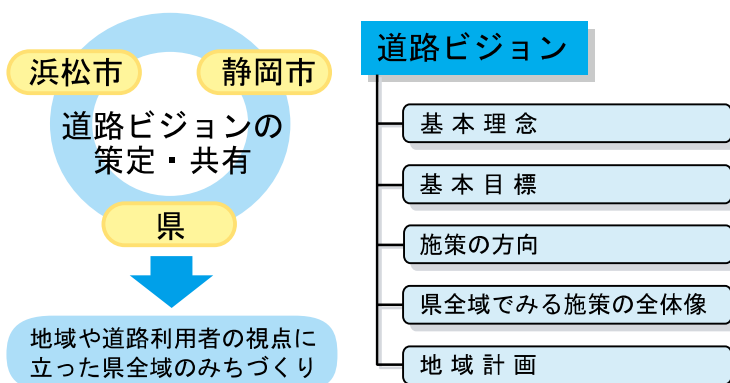 浜松市
静岡市
道路ビジョンの
策定・共有
県
地域や道路利用者の視点に
立った県全域のみちづくり
道路ビジョン
基本理念
基本目標
施策の方向
県全域でみる施策の全体像
地域計画